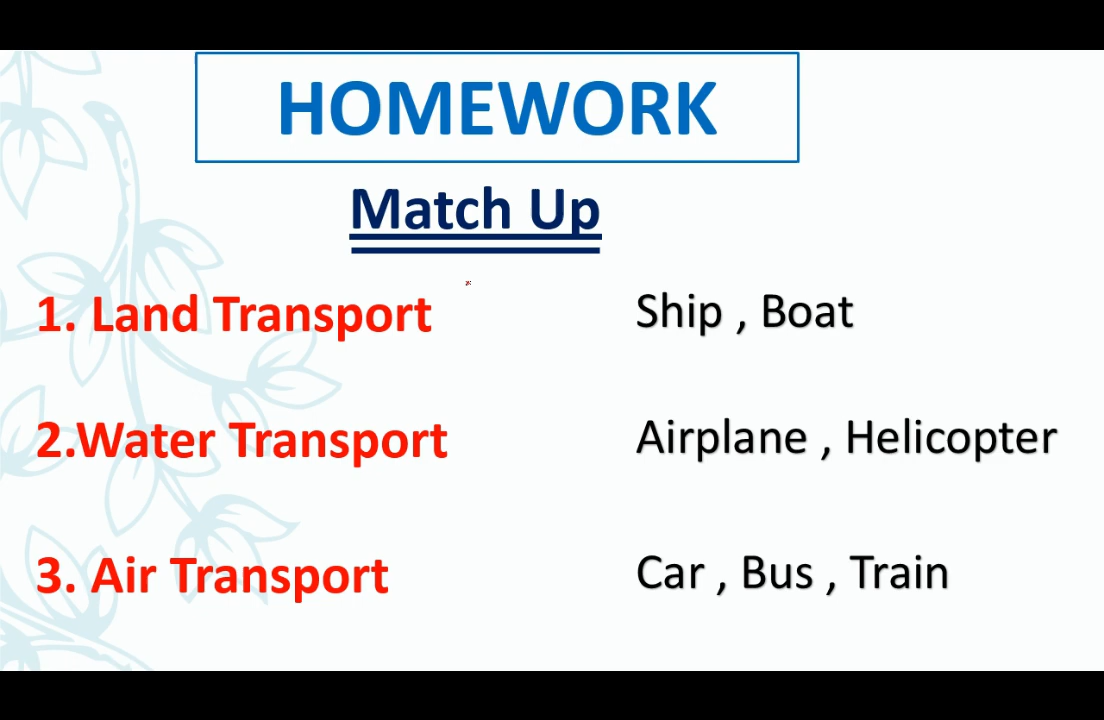 HOMEWORK
Match Up
1. Land Transport Ship , Boat
2.Water Transport Airplane , Helicopter
3. Air Transport Car , Bus , Train